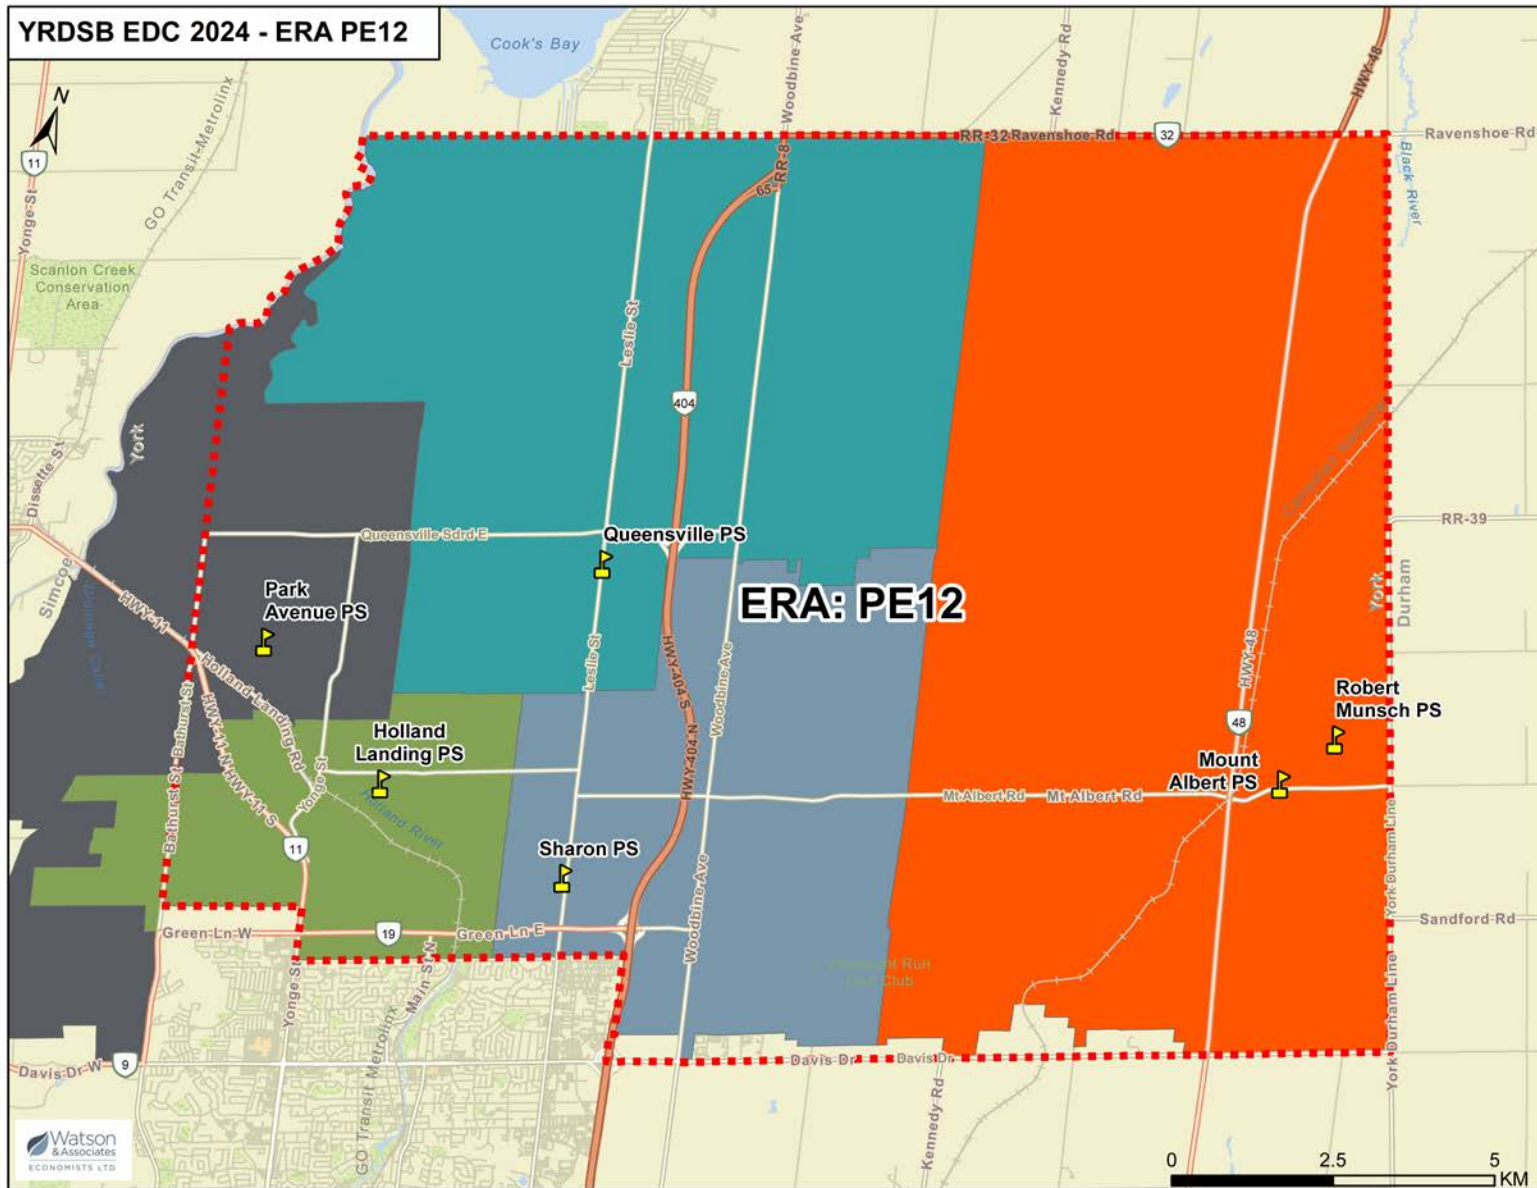 YRDSB EDC 2024 - ERA PE12
Cook's Bay
Woodbine Ave
Kennedy Rd
HWY-48
N
11
Yonge St
GO Transit-Metrolinx
RR-32 Ravenshoe Rd
32
Ravenshoe Rd
Black River
65
RR-8
Scanlon Creek
Conservation
Area
Leslie St
404
York
Dissette St
Simcoe
Queensville Sdrd E
Queensville PS
RR-39
ERA: PE12
York
Durham
Park
Avenue PS
HWY-11
Holland Landing Rd
Bathurst St
Bathurst St
HWY-11 N
HWY-11 S
Leslie St
HWY-404 S
HWY-404 N
Woodbine Ave
HWY-48
48
Robert
Munsch PS
Holland
Landing PS
Mount
Albert PS
Yonge St
Holland River
Mt Albert Rd
Mt Albert Rd
11
Sharon PS
Woodbine Ave
York Durham Line
Sandford Rd
Green Ln W
19
Green Ln E
Run
Club
Yonge St
Main St N
GO Transit Metrolinx
Davis Dr W
9
Davis Dr
Davis Dr
Kennedy Rd
York Durham Line
Watson
& Associates
ECONOMISTS LTD
0 2.5 5
KM